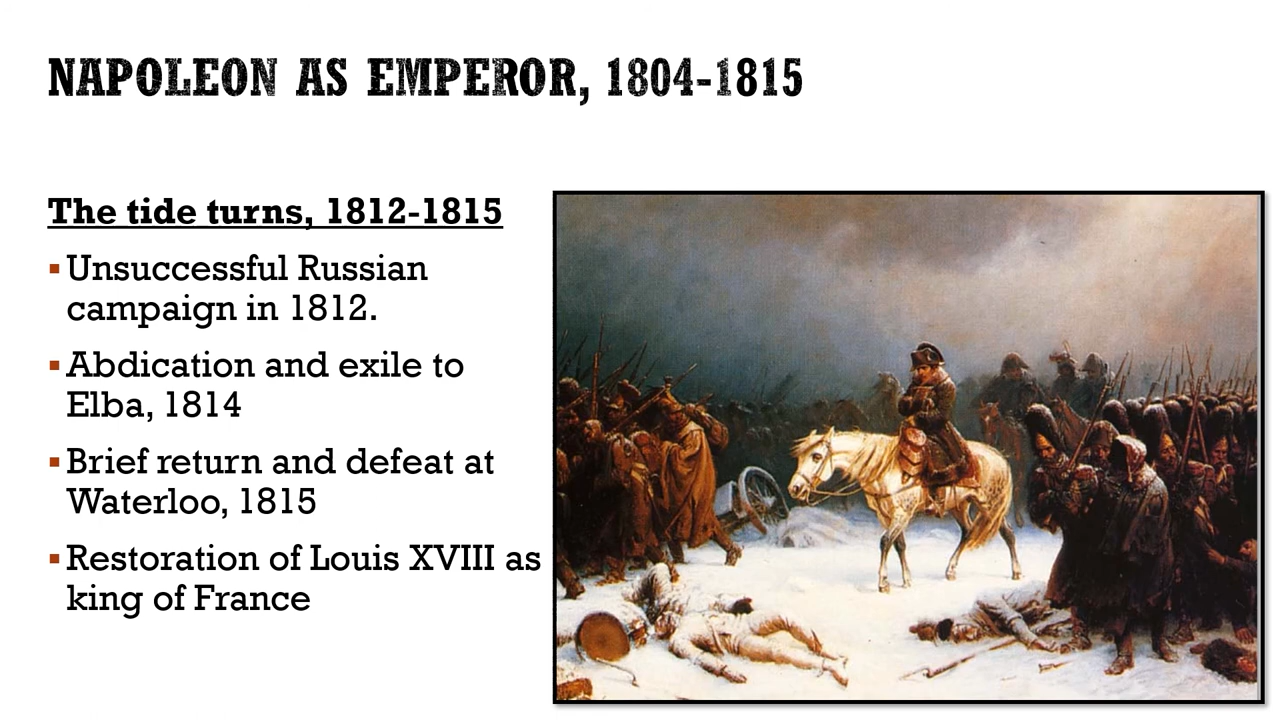 NAPOLEON AS EMPEROR, 1804-1815
The tide turns, 1812-1815
▪Unsuccessful Russian
campaign in 1812.
▪Abdication and exile to
Elba, 1814
▪Brief return and defeat at
Waterloo, 1815
▪Restoration of Louis XVIII as
king of France